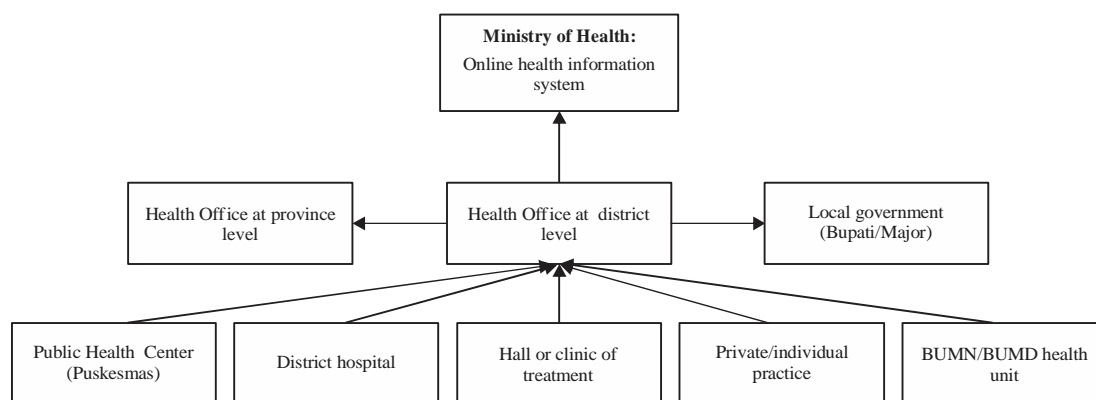 Ministry of Health:
Online health information
system
Health Office at province
level
Health Office at district
level
Local government
(Bupati/Major)
Public Health Center
(Puskesmas)
District hospital
Hall or clinic of
treatment
Private/individual
practice
BUMN/BUMD health
unit